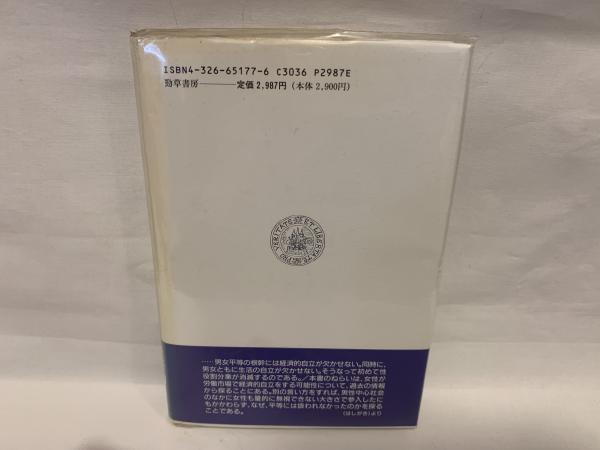 ISBN4-326-65177-6 C3036 P2987E
勁草書房————定価2,987円(本体2,900円)
VERITATE ET LIBERTATE PRO
……男女平等の根幹には経済的自立が欠かせない。同時に、
男女ともに生活の自立が欠かせない。そうなって初めて性
役割分業が消滅するのである。／本書のねらいは、女性が
労働市場で経済的自立をする可能性について、過去の情報
から探ることにある。別の言い方をすれば、男性中心社会
のなかに女性も量的に無視できない大きさで参入したに
もかかわらず、なぜ、平等には扱われなかったのかを探る
ことである。
(はしがき)より